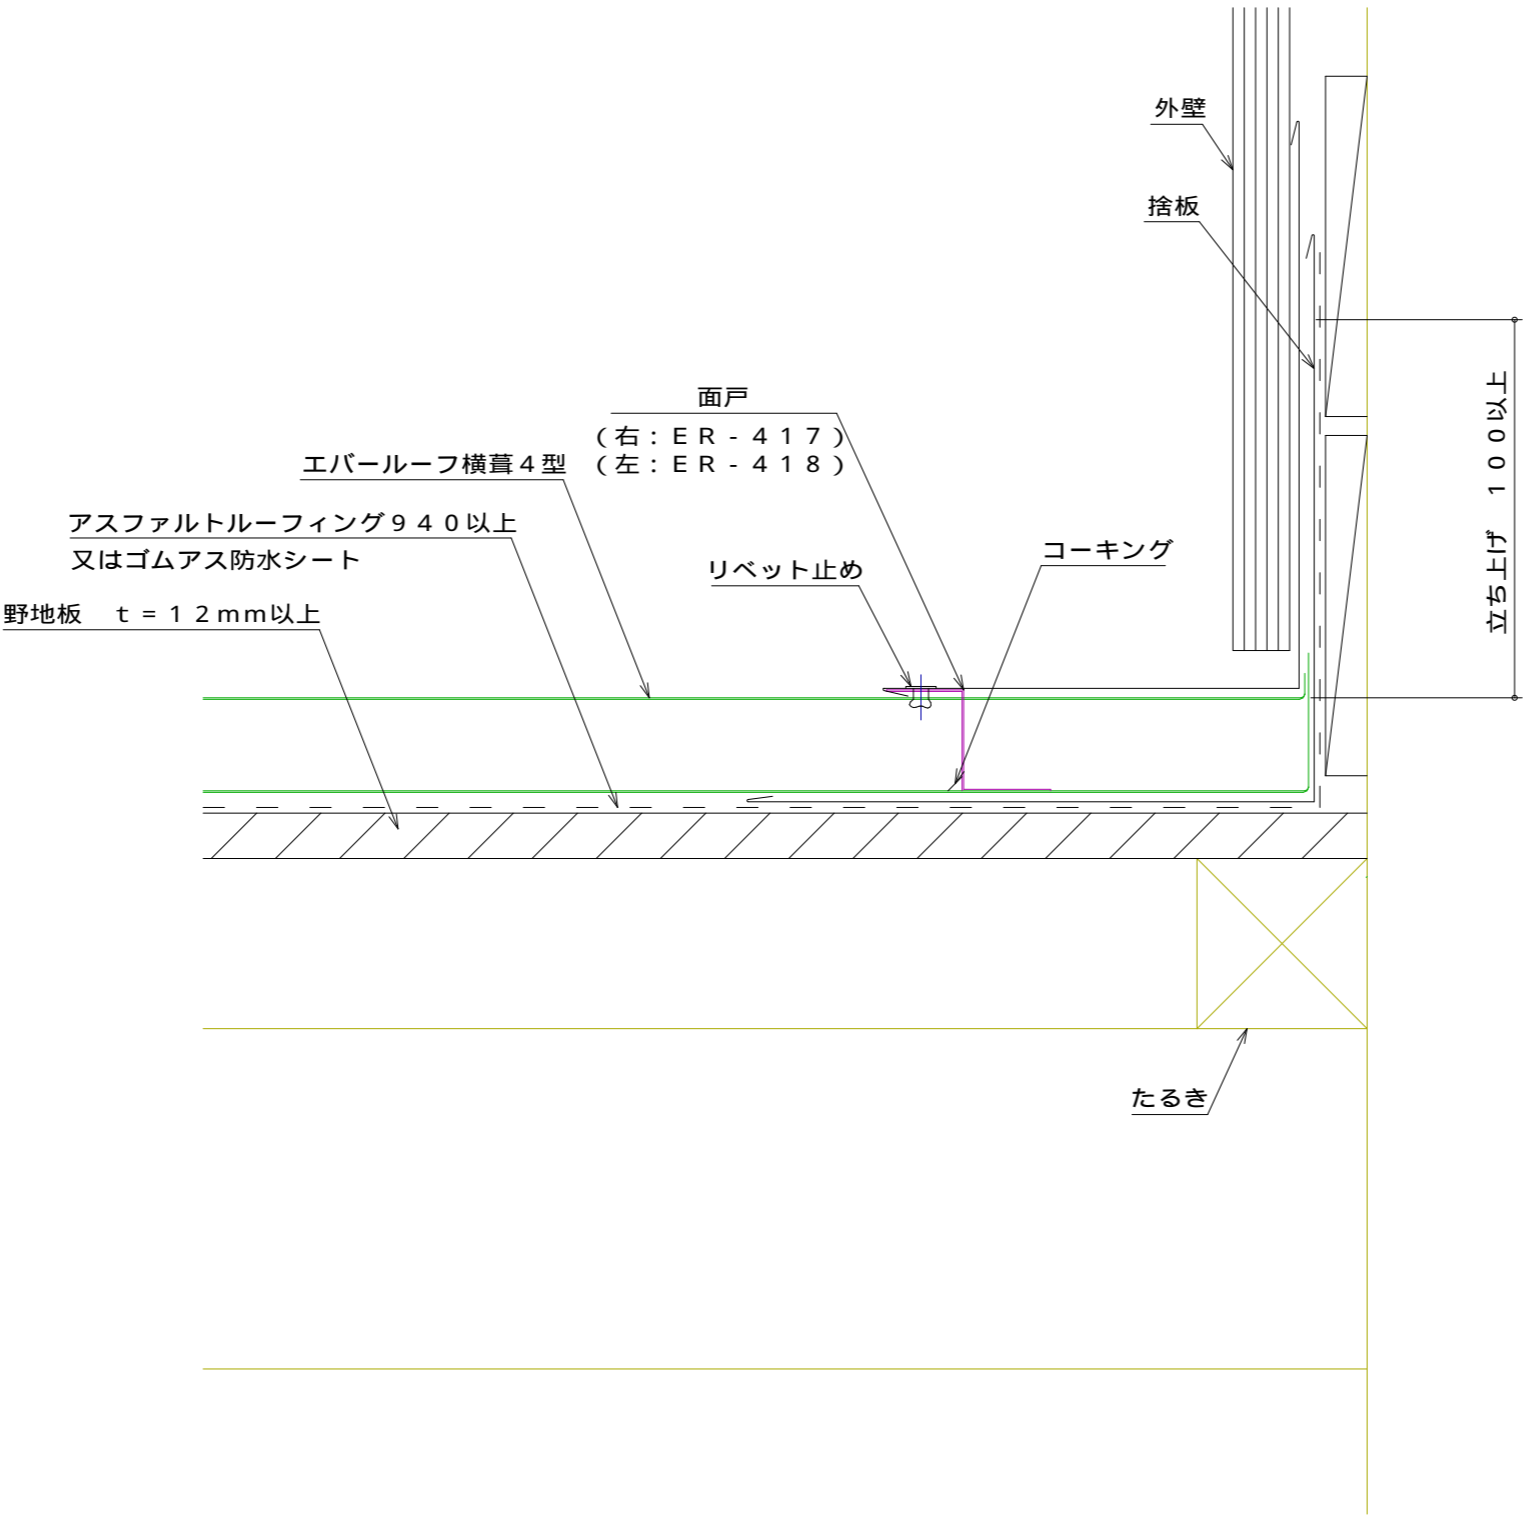 外壁
捨板
面戸
（右：ＥＲ－４１７）
（左：ＥＲ－４１８）
エバールーフ横葺４型
アスファルトルーフィング９４０以上
又はゴムアス防水シート
リベット止め
コーキング
野地板　ｔ＝１２ｍｍ以上
立ち上げ　１００以上
たるき